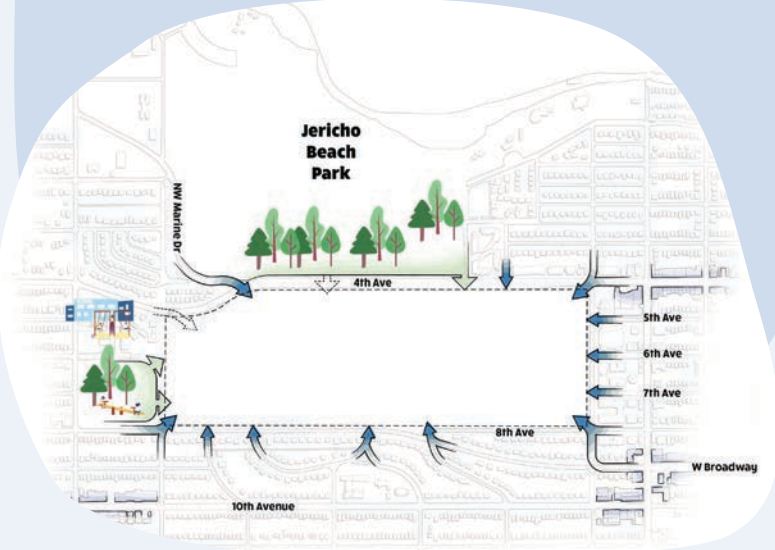 Jericho
Beach
Park
NW Marine Dr
4th Ave
5th Ave
6th Ave
7th Ave
8th Ave
W Broadway
10th Avenue